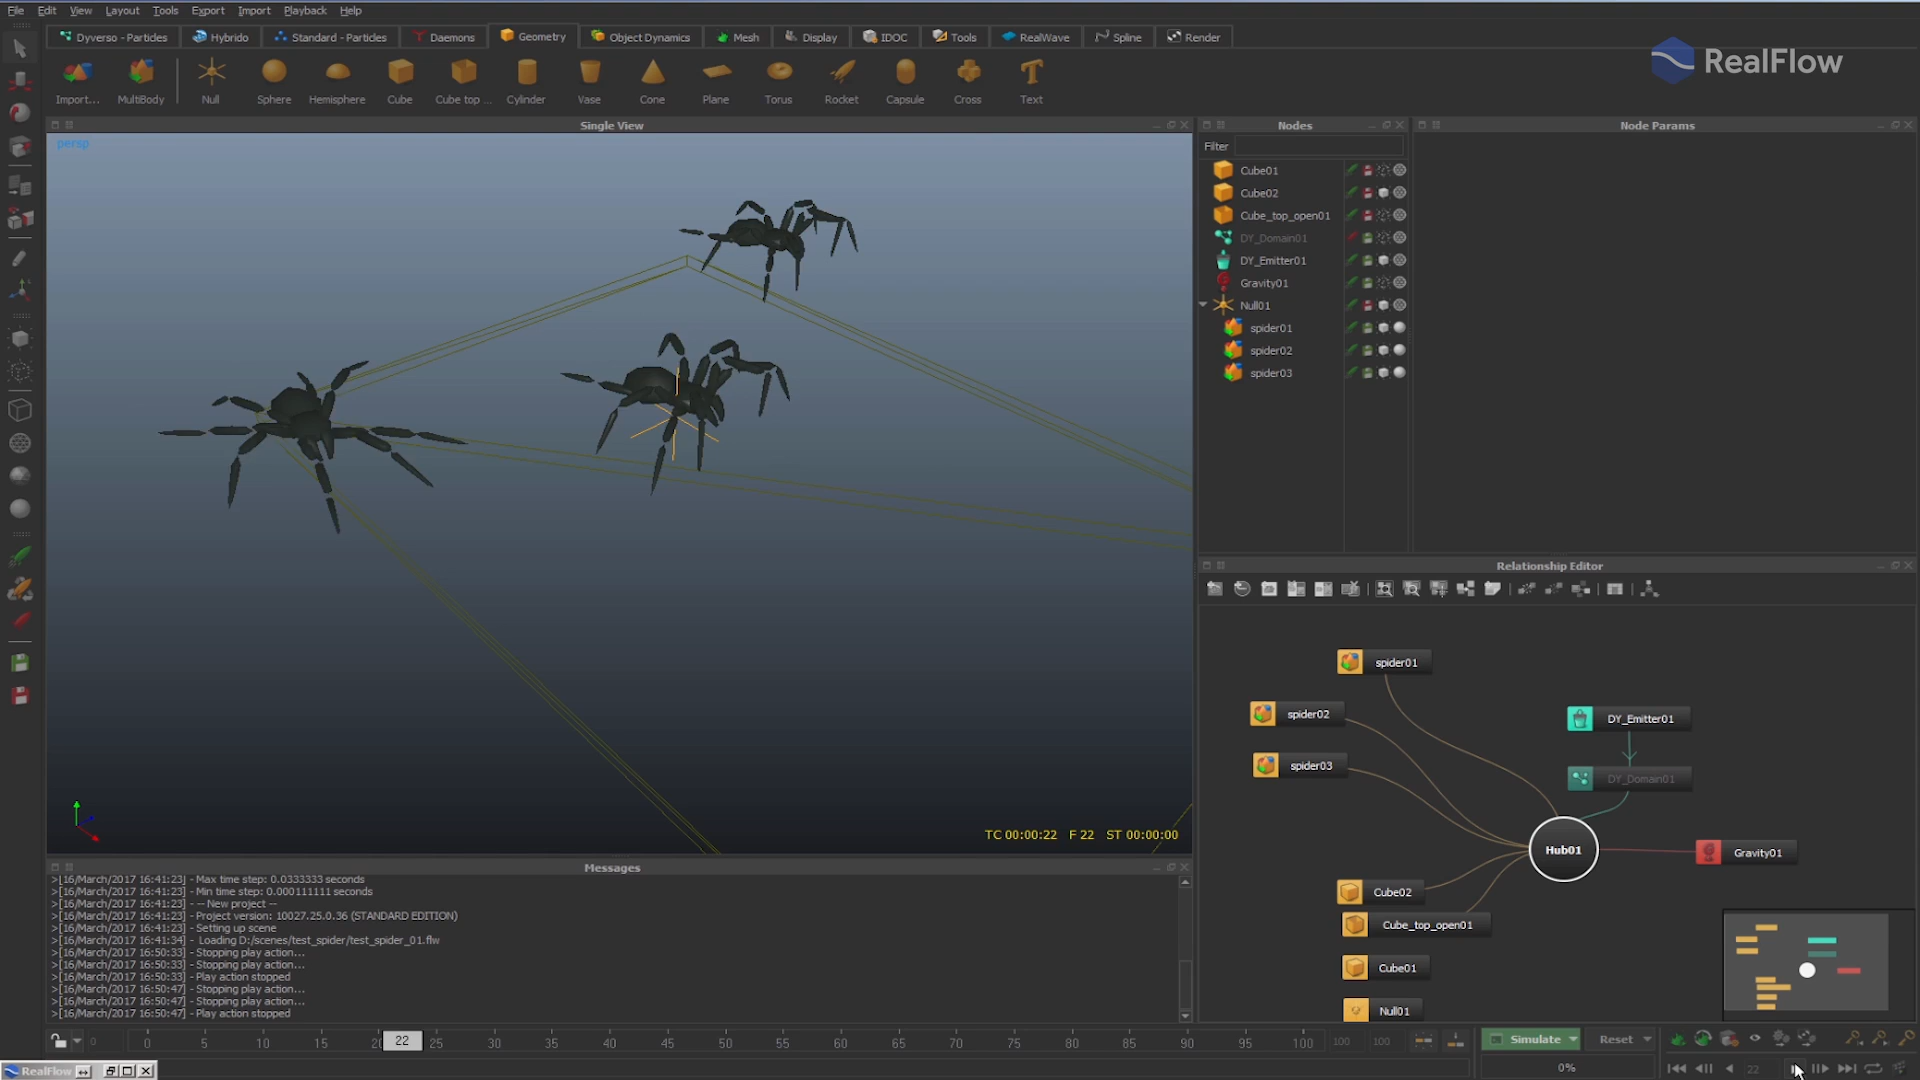 File Edit View Layout Tools Export Import Playback Help
Dyverso - Particles Hybrido Standard - Particles Daemons Geometry Object Dynamics Mesh Display IDOC Tools RealWave Spline Render
RealFlow
Import... MultiBody Null Sphere Hemisphere Cube Cube top ... Cylinder Vase Cone Plane Torus Rocket Capsule Cross Text
Single View
persp
TC 00:00:22 F 22 ST 00:00:00
Nodes
Filter
Cube01
Cube02
Cube_top_open01
DY_Domain01
DY_Emitter01
Gravity01
Null01
spider01
spider02
spider03
Node Params
Relationship Editor
spider01
spider02
DY_Emitter01
spider03
DY_Domain01
Hub01
Gravity01
Cube02
Cube_top_open01
Cube01
Null01
Messages
>[16/March/2017 16:41:23] - Max time step: 0.0333333 seconds
>[16/March/2017 16:41:23] - Min time step: 0.000111111 seconds
>[16/March/2017 16:41:23] - -- New project --
>[16/March/2017 16:41:23] - Project version: 10027.25.0.36 (STANDARD EDITION)
>[16/March/2017 16:41:23] - Setting up scene
>[16/March/2017 16:41:34] - Loading D:/scenes/test_spider/test_spider_01.flw
>[16/March/2017 16:50:33] - Stopping play action...
>[16/March/2017 16:50:33] - Stopping play action...
>[16/March/2017 16:50:33] - Play action stopped
>[16/March/2017 16:50:47] - Stopping play action...
>[16/March/2017 16:50:47] - Stopping play action...
>[16/March/2017 16:50:47] - Play action stopped
0 0 5 10 15 22 25 30 35 40 45 50 55 60 65 70 75 80 85 90 95 100 100 100
Simulate Reset
0% 22
RealFlow